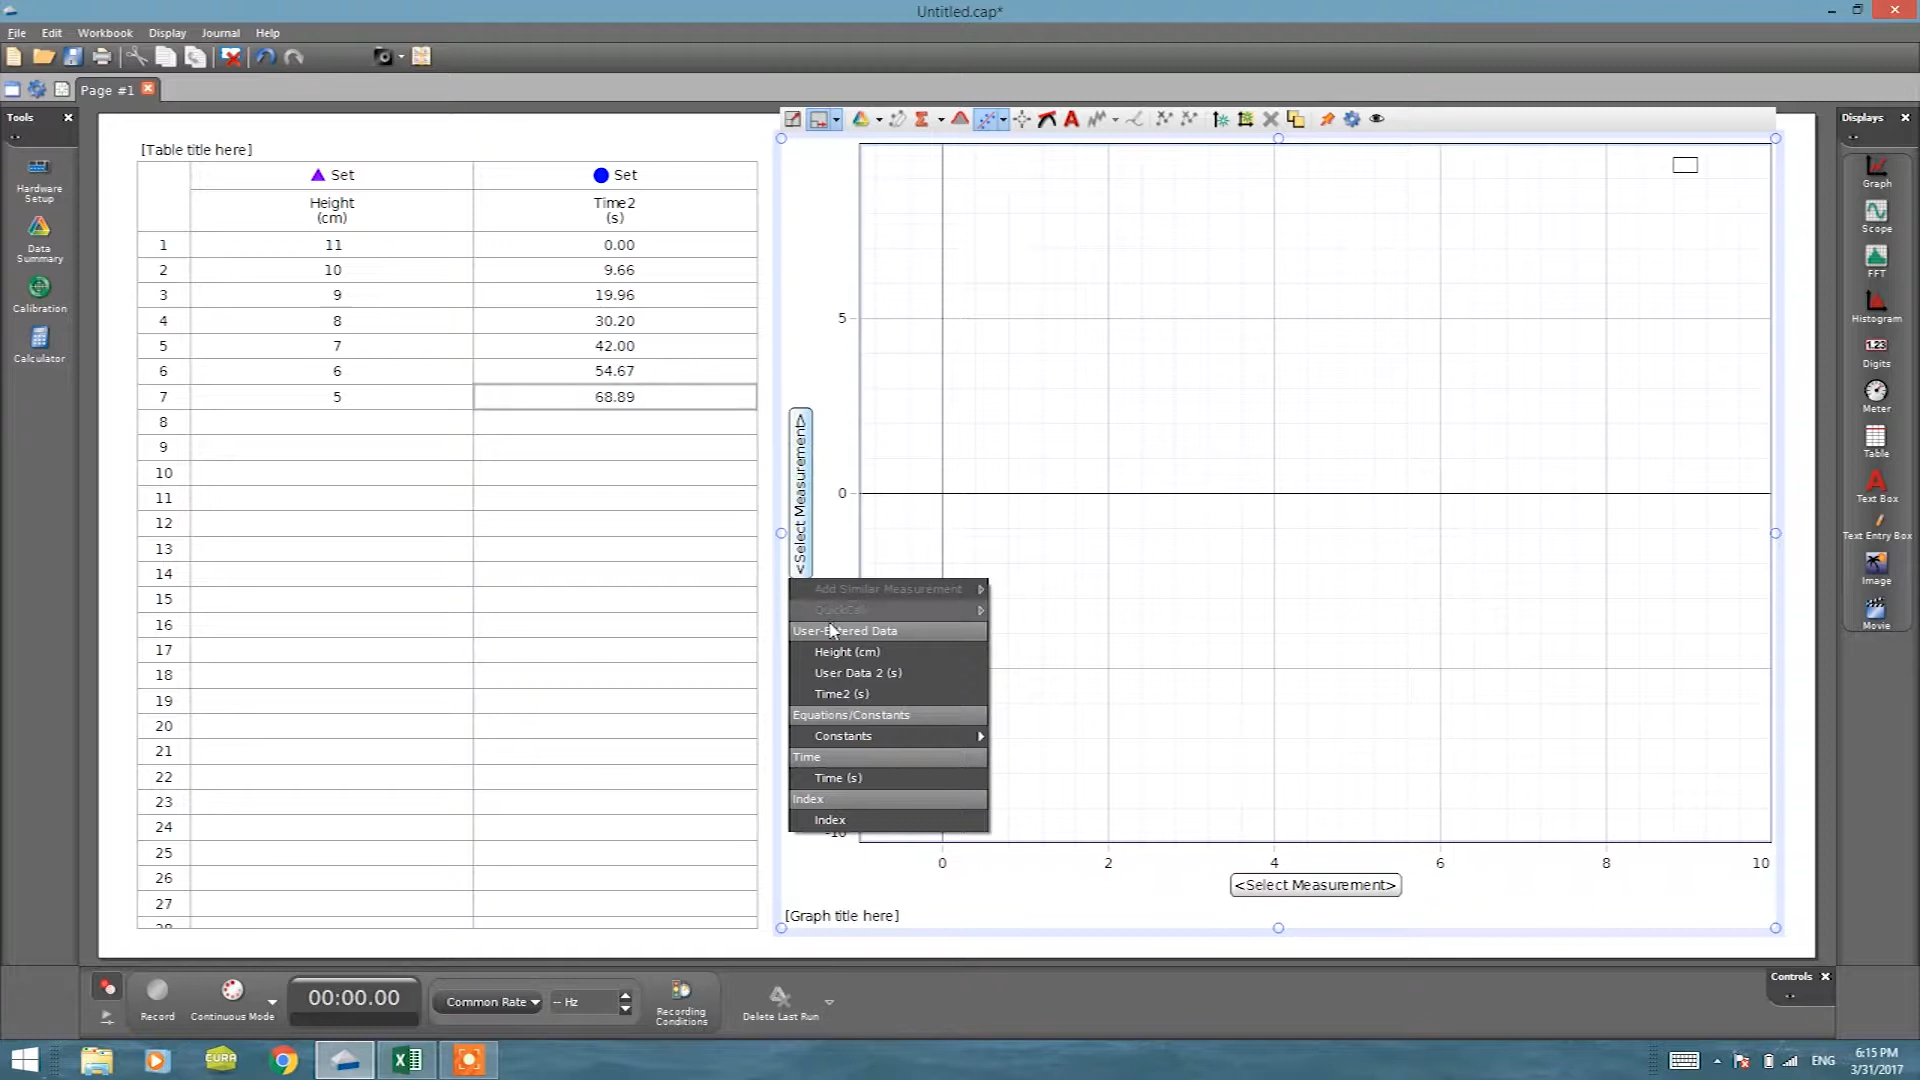 Untitled.cap*
File Edit Workbook Display Journal Help
Page #1
Tools
Hardware
Setup
Data
Summary
Calibration
Calculator
[Table title here]
Set Set
Height
(cm)
Time2
(s)
1 11 0.00
2 10 9.66
3 9 19.96
4 8 30.20
5 7 42.00
6 6 54.67
7 5 68.89
8
9
10
11
12
13
14
15
16
17
18
19
20
21
22
23
24
25
26
27
28
5
0
-10
<Select Measurement>
Add Similar Measurement
QuickCalc
User-Entered Data
Height (cm)
User Data 2 (s)
Time2 (s)
Equations/Constants
Constants
Time
Time (s)
Index
Index
0 2 4 6 8 10
<Select Measurement>
[Graph title here]
Displays
Graph
Scope
FFT
Histogram
1.23
Digits
Meter
Table
Text Box
Text Entry Box
Image
Movie
Record
Continuous Mode
00:00.00
Common Rate
-- Hz
Recording
Conditions
Delete Last Run
Controls
CURA
ENG
6:15 PM
3/31/2017